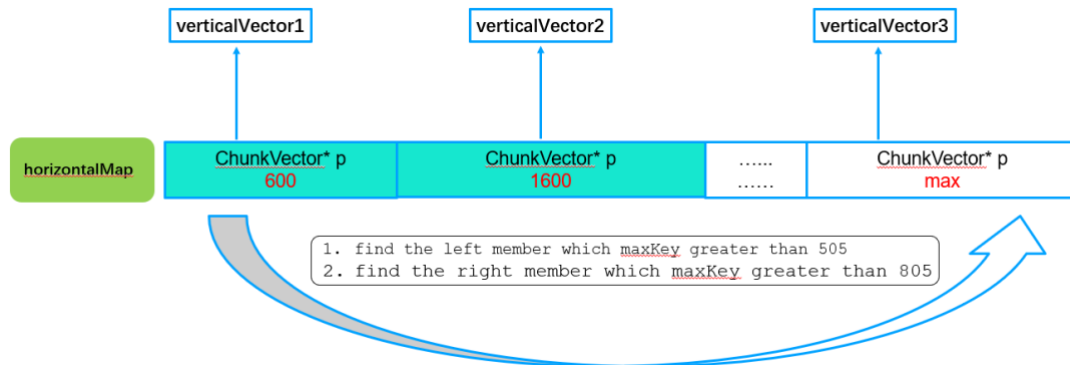 verticalVector1 verticalVector2 verticalVector3
horizontalMap
ChunkVector* p ChunkVector* p ...... ChunkVector* p
600 1600 ...... max
1. find the left member which maxKey greater than 505
2. find the right member which maxKey greater than 805